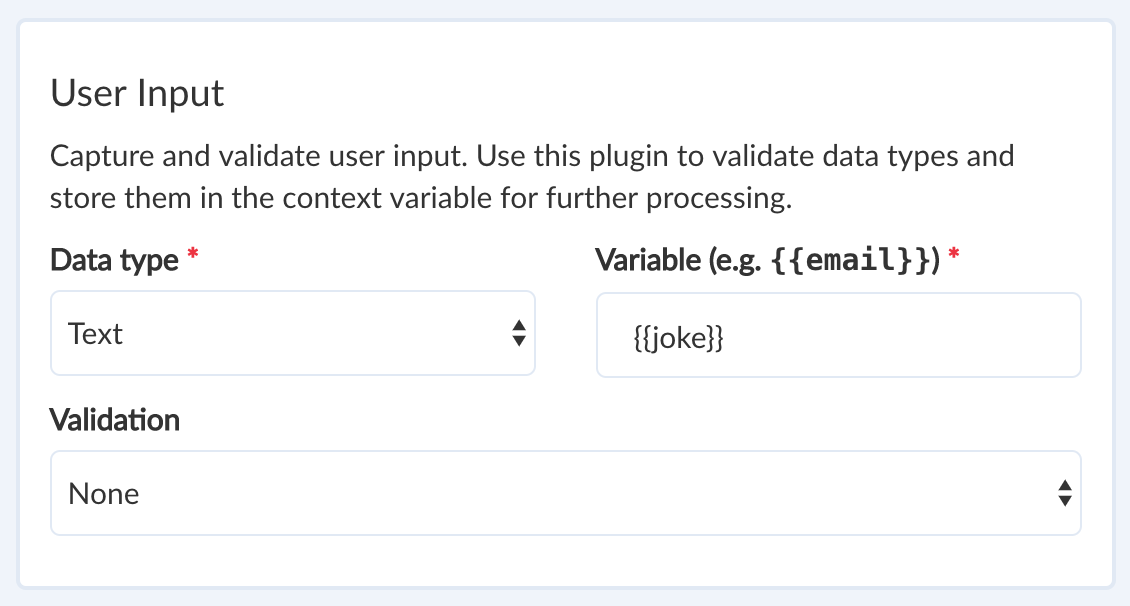 User Input
Capture and validate user input. Use this plugin to validate data types and
store them in the context variable for further processing.
Data type *
Variable (e.g. {{email}}) *
Text
{{joke}}
Validation
None